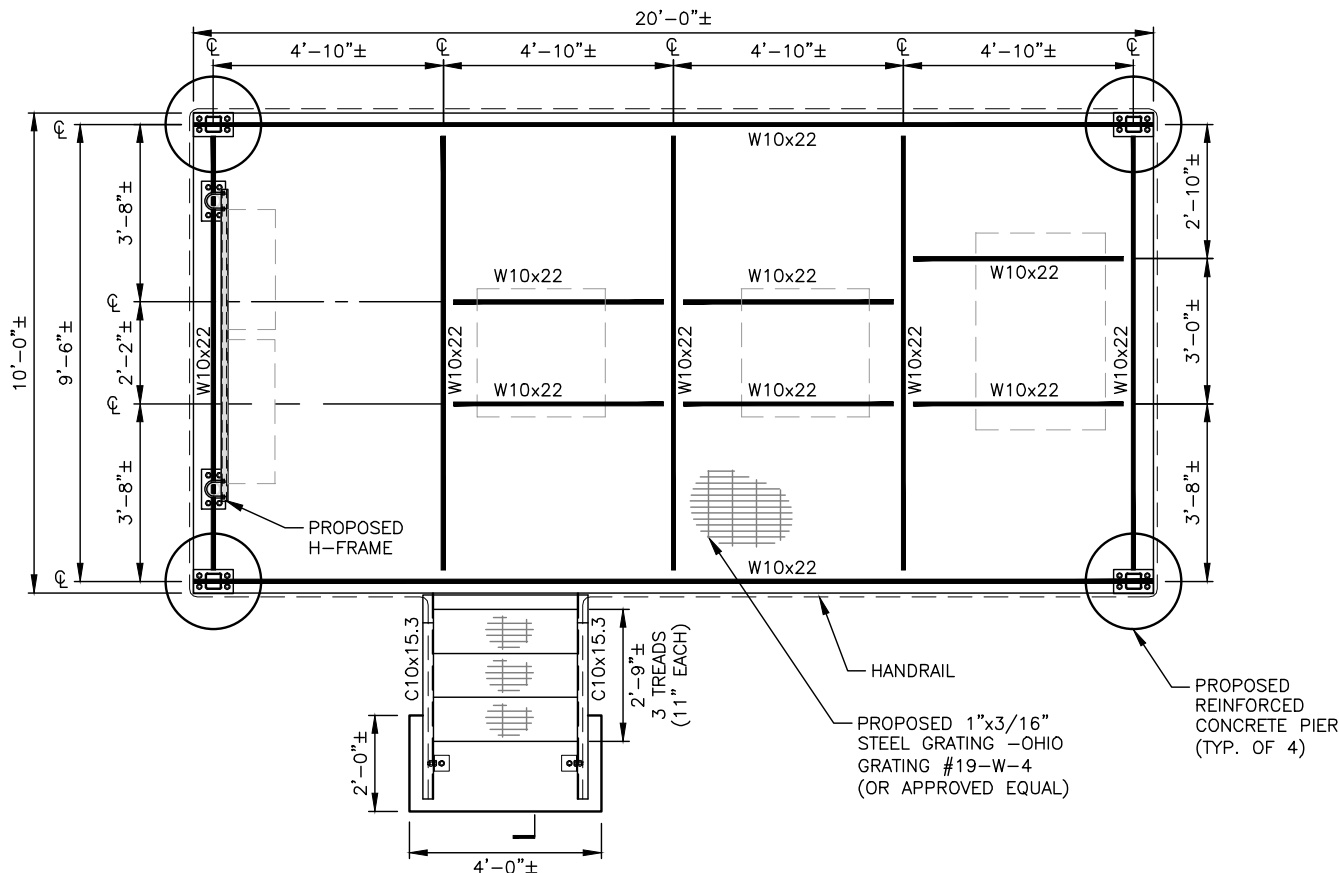 20'-0"±
℄ 4'-10"± ℄ 4'-10"± ℄ 4'-10"± ℄ 4'-10"± ℄
℄
W10x22
10'-0"±
9'-6"±
3'-8"±
2'-10"±
W10x22
W10x22
W10x22
℄
2'-2"±
W10x22
W10x22
W10x22
W10x22
W10x22
3'-0"±
W10x22
W10x22
W10x22
℄
3'-8"±
3'-8"±
PROPOSED
H-FRAME
W10x22
℄
C10x15.3
C10x15.3
2'-9"±
3 TREADS
(11" EACH)
HANDRAIL
PROPOSED
REINFORCED
CONCRETE PIER
(TYP. OF 4)
PROPOSED 1"x3/16"
STEEL GRATING -OHIO
GRATING #19-W-4
(OR APPROVED EQUAL)
2'-0"±
4'-0"±